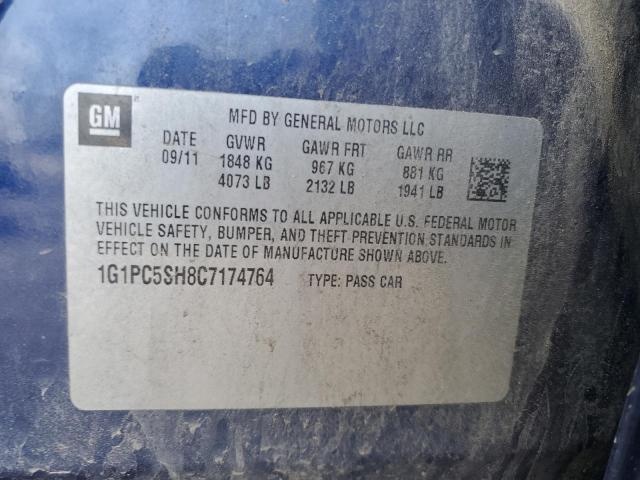 GM
MFD BY GENERAL MOTORS LLC
DATE GVWR GAWR FRT GAWR RR
09/11 1848 KG 967 KG 881 KG
4073 LB 2132 LB 1941 LB
THIS VEHICLE CONFORMS TO ALL APPLICABLE U.S. FEDERAL MOTOR
VEHICLE SAFETY, BUMPER, AND THEFT PREVENTION STANDARDS IN
EFFECT ON THE DATE OF MANUFACTURE SHOWN ABOVE.
1G1PC5SH8C7174764 TYPE: PASS CAR